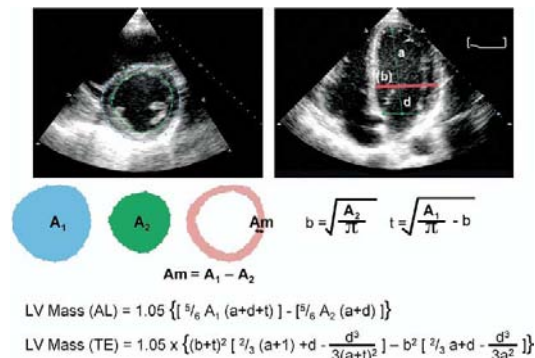 a
(b)
d
A₁
A₂
Am
b = √(A₂/π)
t = √(A₁/π - b)
Am = A₁ – A₂
LV Mass (AL) = 1.05 {[ ⁵/₆ A₁ (a+d+t) ] - [⁵/₆ A₂ (a+d) ]}
LV Mass (TE) = 1.05 x {(b+t)² [ ²/₃ (a+1) +d - d³/3(a+t)² ] – b² [ ²/₃ a+d - d³/3a